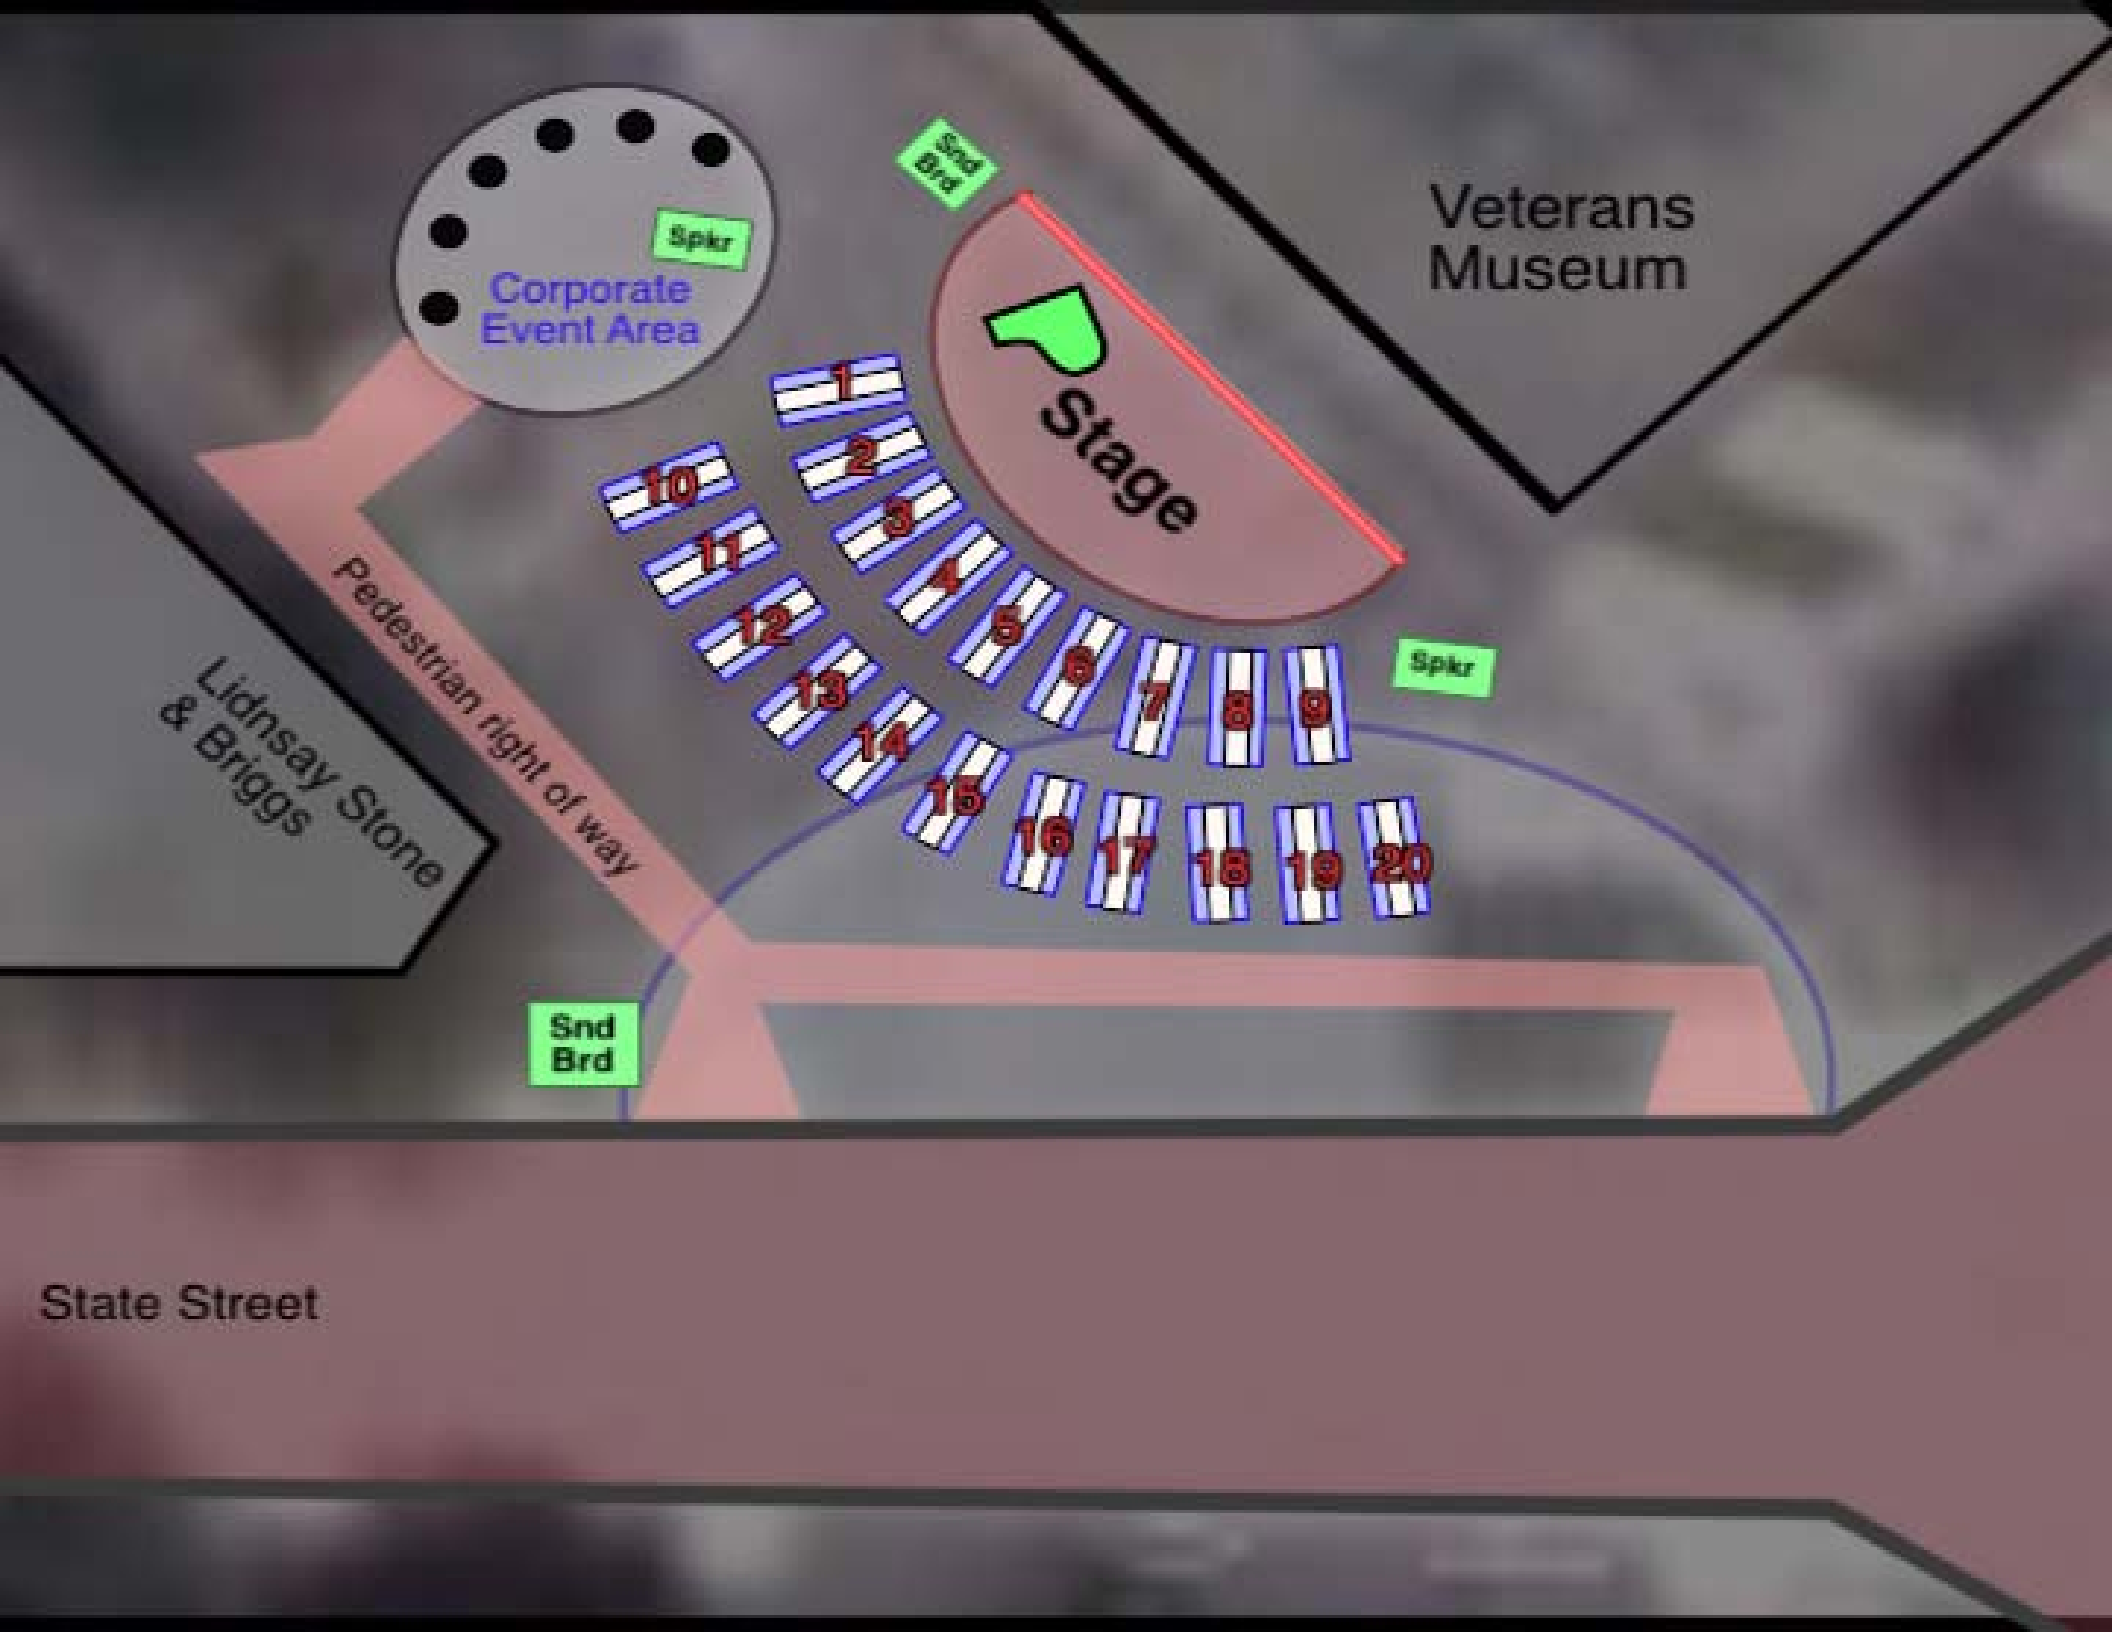 Snd
Brd
Veterans
Museum
Spkr
Corporate
Event Area
Stage
1
2
3
4
5
6
7
8
9
10
11
12
13
14
15
16
17
18
19
20
Spkr
Pedestrian right of way
Lidnsay Stone
& Briggs
Snd
Brd
State Street